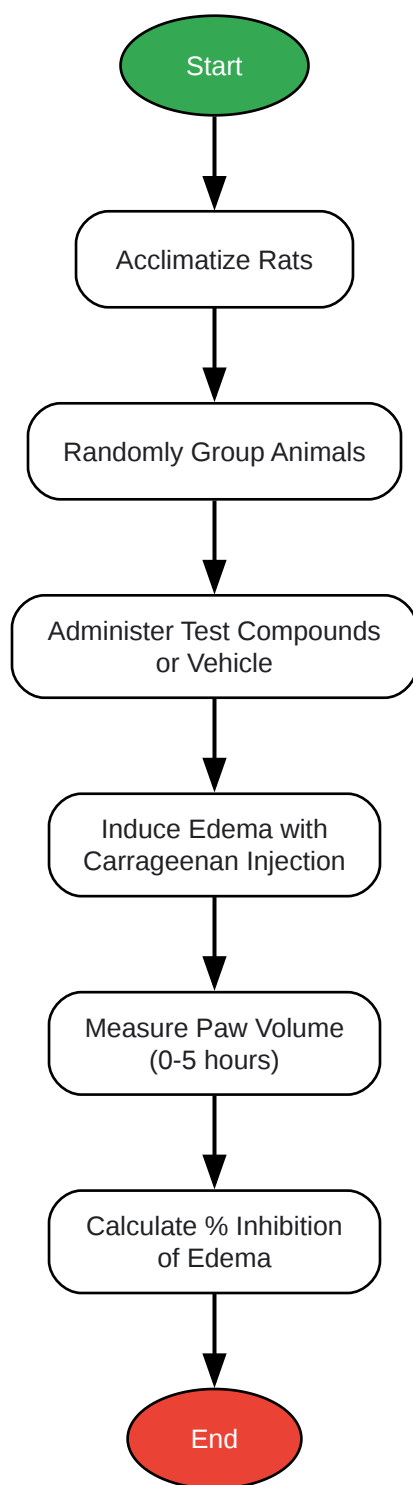 Start
Acclimatize Rats
Randomly Group Animals
Administer Test Compounds
or Vehicle
Induce Edema with
Carrageenan Injection
Measure Paw Volume
(0-5 hours)
Calculate % Inhibition
of Edema
End